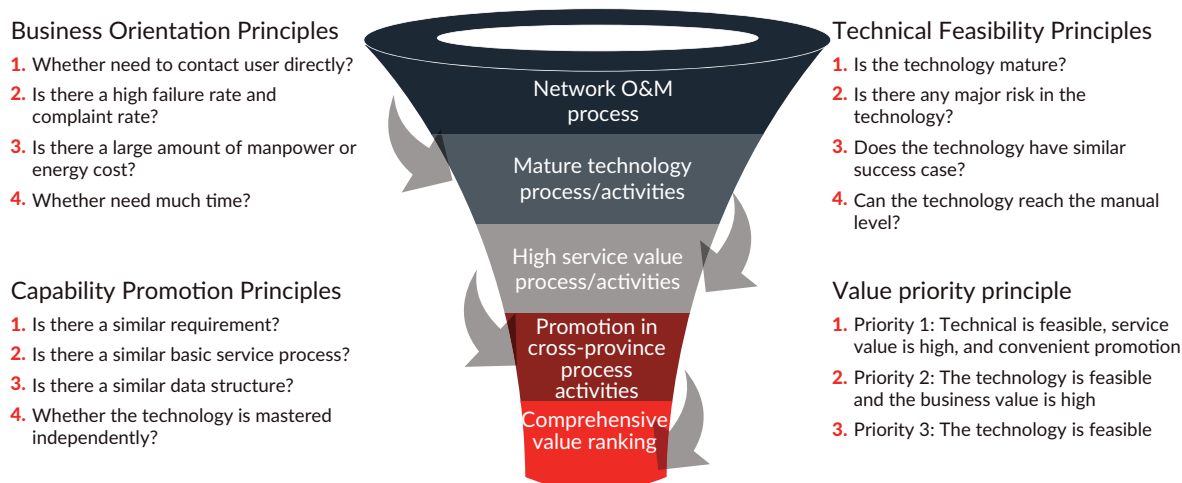 Business Orientation Principles
1. Whether need to contact user directly?
2. Is there a high failure rate and
complaint rate?
3. Is there a large amount of manpower or
energy cost?
4. Whether need much time?
Capability Promotion Principles
1. Is there a similar requirement?
2. Is there a similar basic service process?
3. Is there a similar data structure?
4. Whether the technology is mastered
independently?
Network O&M
process
Mature technology
process/activities
High service value
process/activities
Promotion in
cross-province
process
activities
Comprehensive
value ranking
Technical Feasibility Principles
1. Is the technology mature?
2. Is there any major risk in the
technology?
3. Does the technology have similar
success case?
4. Can the technology reach the manual
level?
Value priority principle
1. Priority 1: Technical is feasible, service
value is high, and convenient promotion
2. Priority 2: The technology is feasible
and the business value is high
3. Priority 3: The technology is feasible